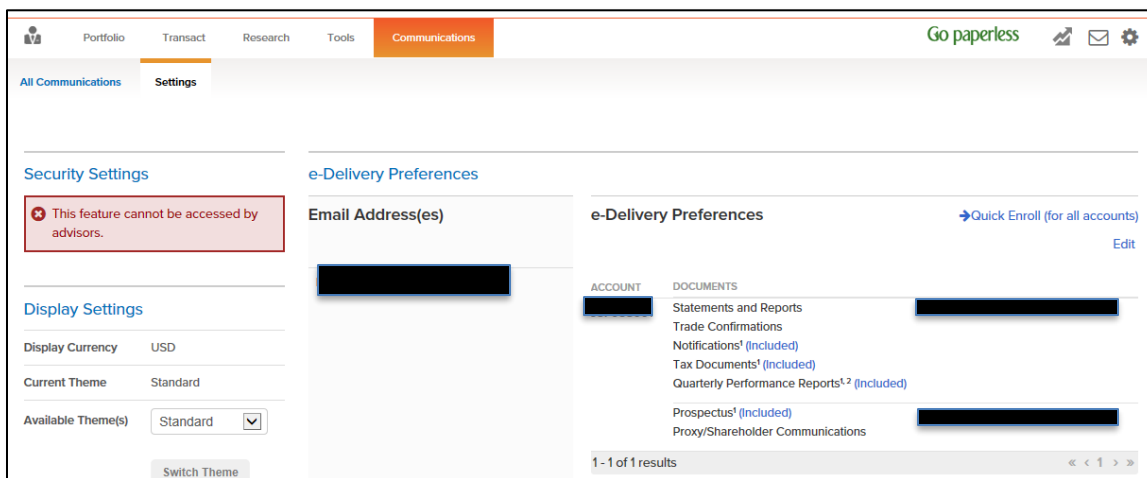 Portfolio Transact Research Tools Communications Go paperless
All Communications Settings
Security Settings
This feature cannot be accessed by
advisors.
Display Settings
Display Currency USD
Current Theme Standard
Available Theme(s) Standard
Switch Theme
e-Delivery Preferences
Email Address(es)
e-Delivery Preferences →Quick Enroll (for all accounts)
Edit
ACCOUNT DOCUMENTS
Statements and Reports
Trade Confirmations
Notifications¹ (Included)
Tax Documents¹ (Included)
Quarterly Performance Reports¹,² (Included)
Prospectus¹ (Included)
Proxy/Shareholder Communications
1 - 1 of 1 results « < 1 > »